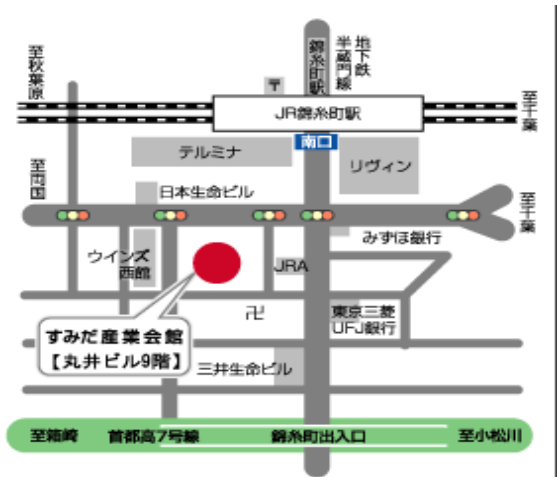 至秋葉原
錦糸町駅
地下鉄
半蔵門線
〒
JR錦糸町駅
至千葉
南口
テルミナ
リヴィン
至両国
日本生命ビル
至千葉
みずほ銀行
ウインズ
西館
JRA
卍
すみだ産業会館
【丸井ビル9階】
東京三菱
UFJ銀行
三井生命ビル
至箱崎
首都高7号線
錦糸町出入口
至小松川